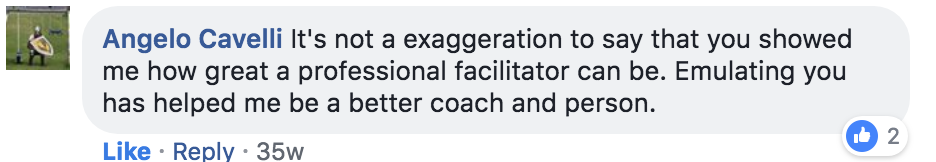 Angelo Cavelli It's not a exaggeration to say that you showed
me how great a professional facilitator can be. Emulating you
has helped me be a better coach and person.
2
Like · Reply · 35w